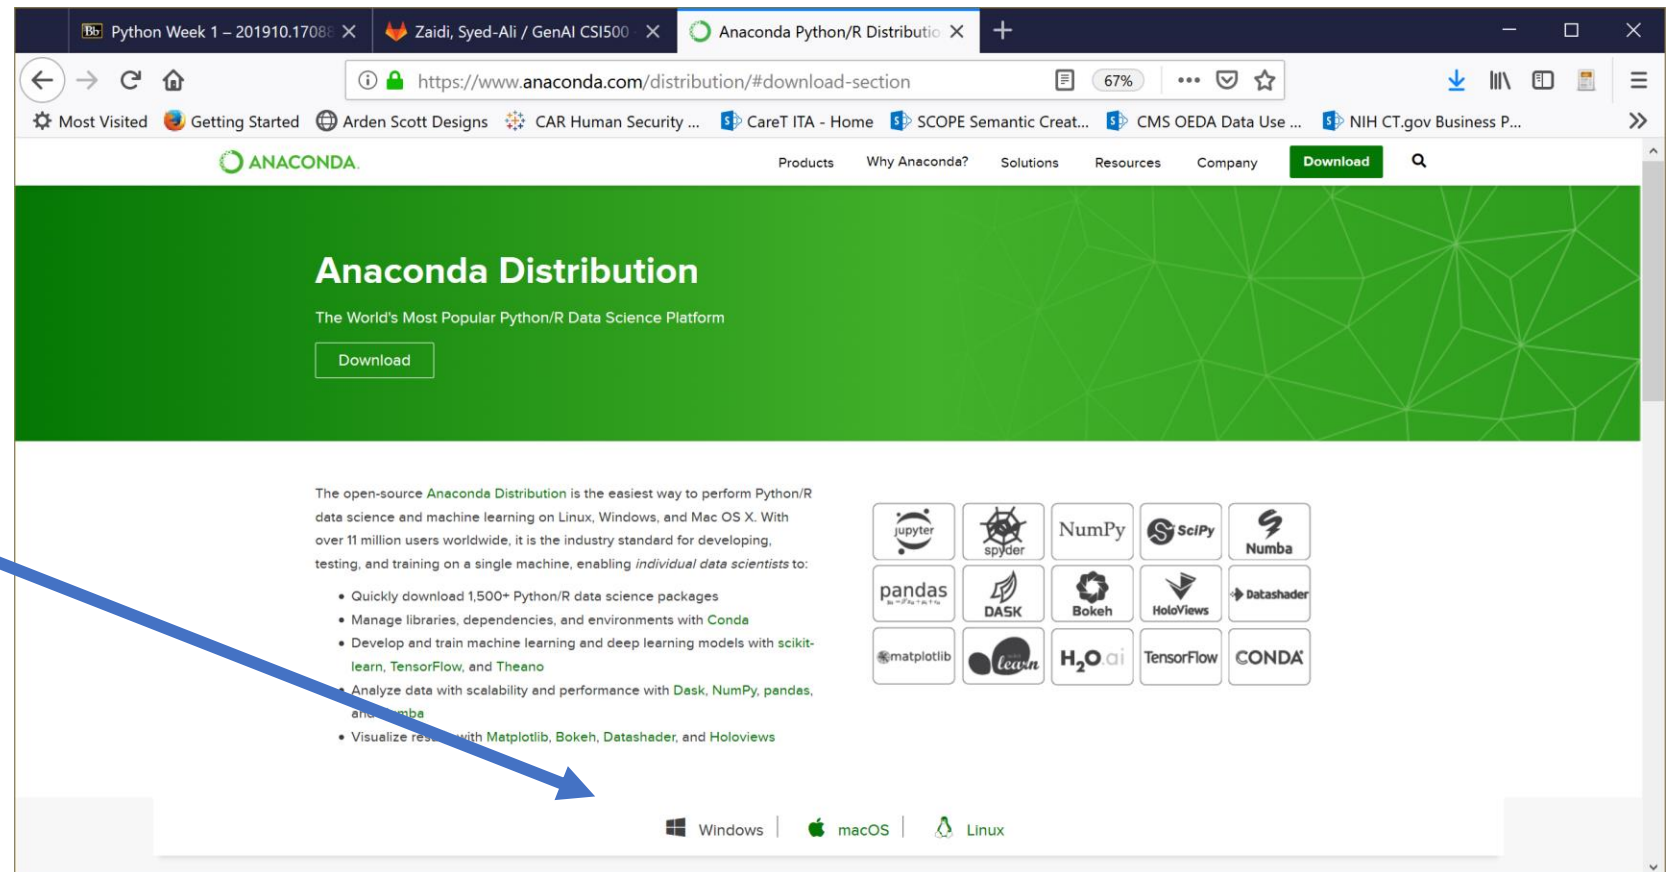 Python Week 1 – 201910.17088
Zaidi, Syed-Ali / GenAI CSI500
Anaconda Python/R Distributio
https://www.anaconda.com/distribution/#download-section
67%
Most Visited Getting Started Arden Scott Designs CAR Human Security ... CareT ITA - Home SCOPE Semantic Creat... CMS OEDA Data Use ... NIH CT.gov Business P...
ANACONDA.
Products Why Anaconda? Solutions Resources Company Download
Anaconda Distribution
The World's Most Popular Python/R Data Science Platform
Download
The open-source Anaconda Distribution is the easiest way to perform Python/R
data science and machine learning on Linux, Windows, and Mac OS X. With
over 11 million users worldwide, it is the industry standard for developing,
testing, and training on a single machine, enabling individual data scientists to:
• Quickly download 1,500+ Python/R data science packages
• Manage libraries, dependencies, and environments with Conda
• Develop and train machine learning and deep learning models with scikit-
learn, TensorFlow, and Theano
• Analyze data with scalability and performance with Dask, NumPy, pandas,
and
• Visualize with Matplotlib, Bokeh, Datashader, and Holoviews
jupyter spyder NumPy SciPy Numba
pandas DASK Bokeh HoloViews Datashader
matplotlib learn H2O.ai TensorFlow CONDA
Windows macOS Linux